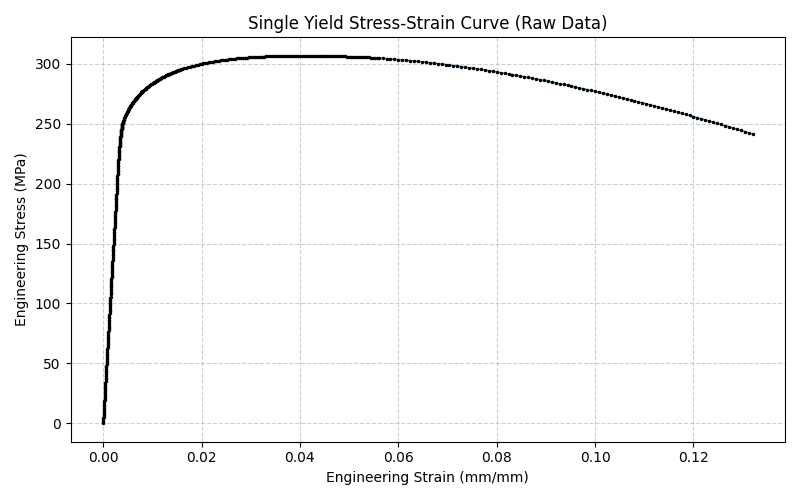 Single Yield Stress-Strain Curve (Raw Data)
Engineering Stress (MPa)
300
250
200
150
100
50
0
0.00 0.02 0.04 0.06 0.08 0.10 0.12
Engineering Strain (mm/mm)